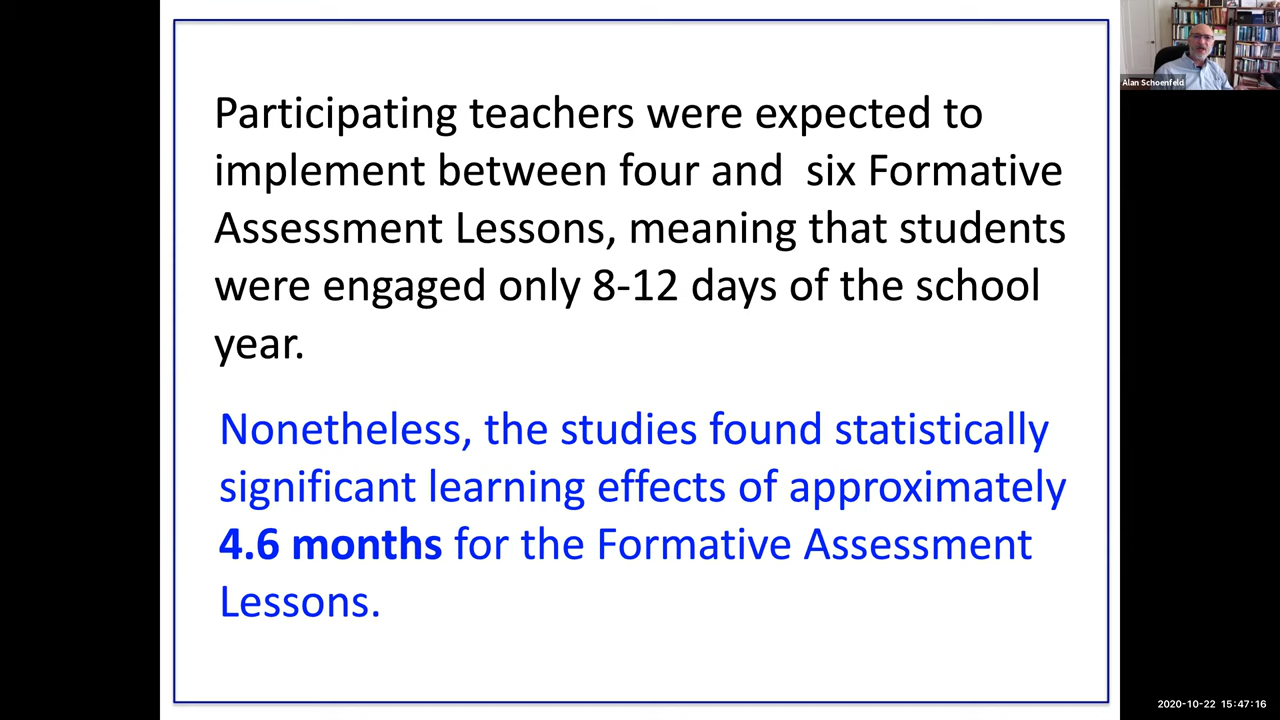 Participating teachers were expected to
implement between four and  six Formative
Assessment Lessons, meaning that students
were engaged only 8-12 days of the school
year.
Nonetheless, the studies found statistically
significant learning effects of approximately
4.6 months for the Formative Assessment
Lessons.
Alan Schoenfeld
2020-10-22 15:47:16